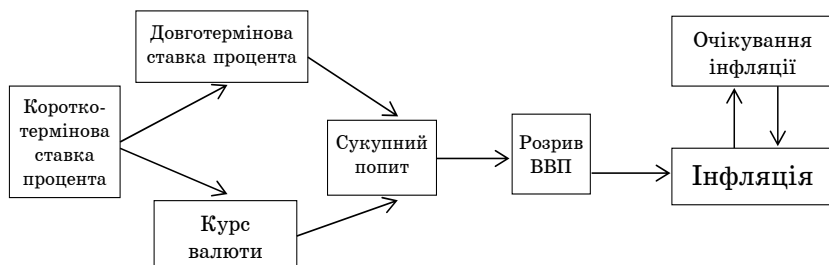 Довготермінова
ставка процента
Очікування
інфляції
Коротко-
термінова
ставка
процента
Сукупний
попит
Розрив
ВВП
Інфляція
Курс
валюти